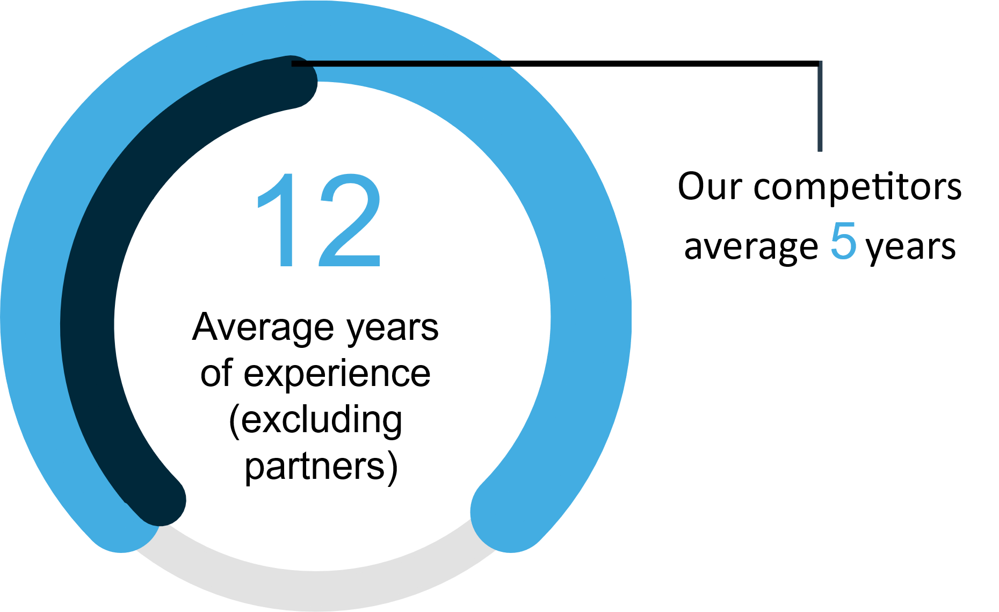 12
Average years
of experience
(excluding
partners)
Our competitors
average 5 years